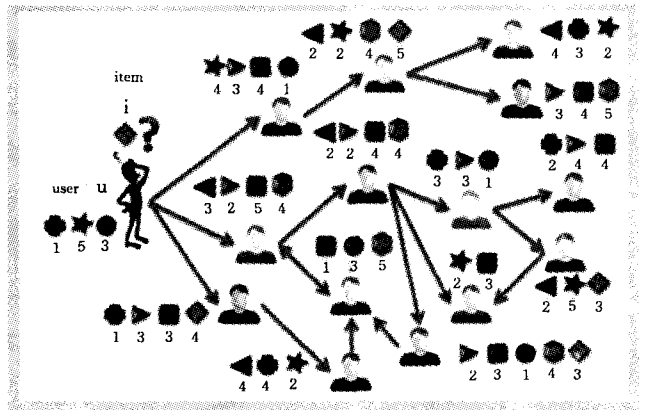 2 2 4 5
4 3 2
item
4 3 4 1
i
?
3 4 5
2 2 4 4
3 3 1
2 4 4
user u
3 2 5 4
1 5 3
1 3 5
2 3
2 5 3
1 3 3 4
4 4 2
2 3 1 4 3